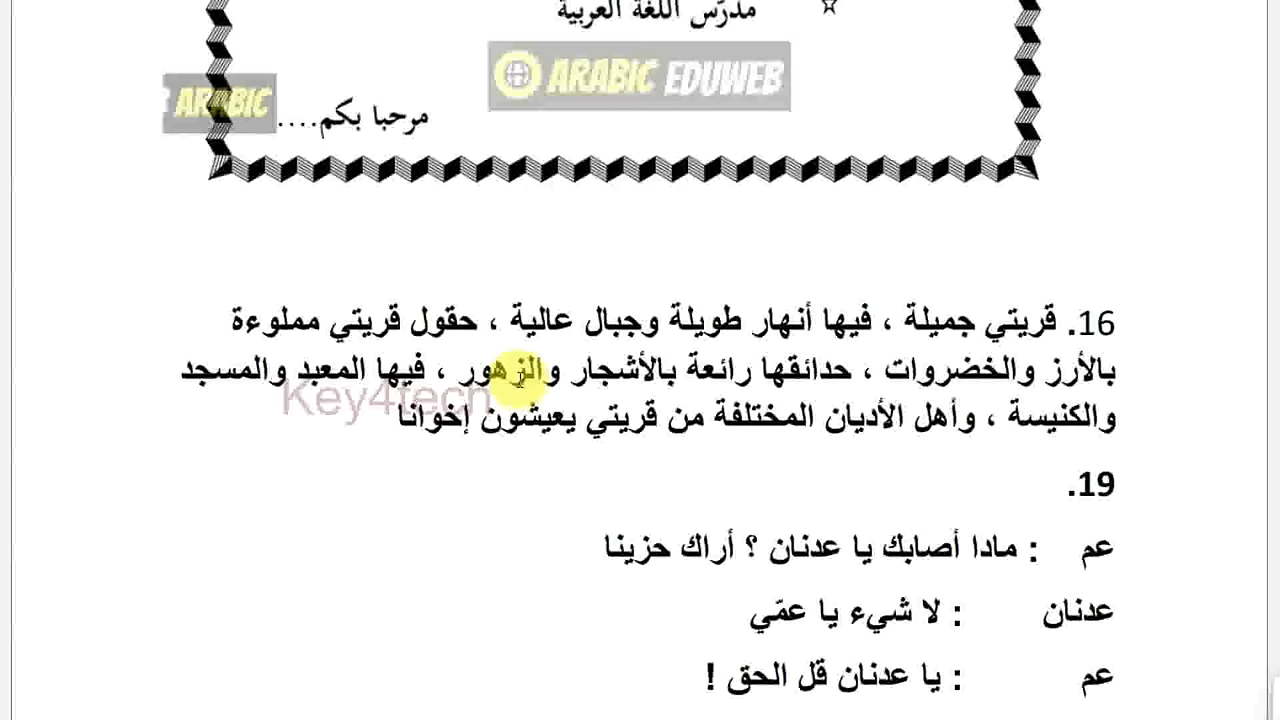 ☆ مدرّس اللغة العربية
ARABIC EDUWEB
ARABIC
مرحبا بكم....
16. قريتي جميلة ، فيها أنهار طويلة وجبال عالية ، حقول قريتي مملوءة
بالأرز والخضروات ، حدائقها رائعة بالأشجار والزهور ، فيها المعبد والمسجد
Key4tech
والكنيسة ، وأهل الأديان المختلفة من قريتي يعيشون إخوانا
19.
عم : مادا أصابك يا عدنان ؟ أراك حزينا
عدنان : لا شيء يا عمّي
عم : يا عدنان قل الحق !